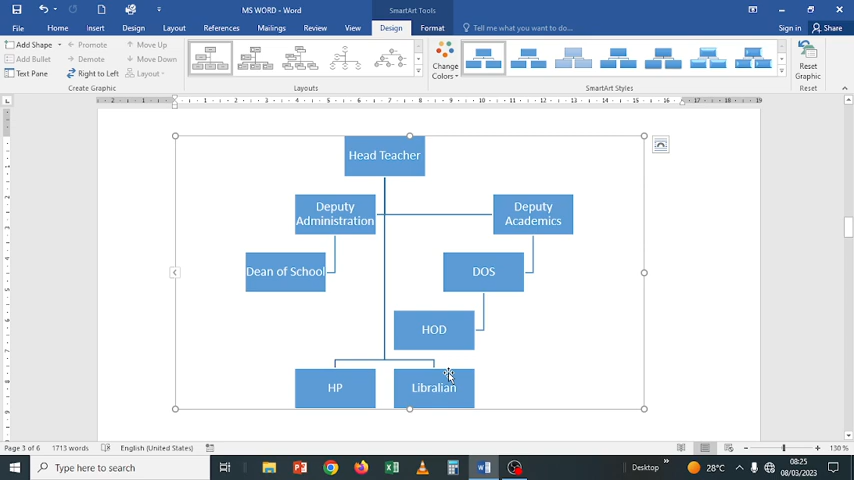 MS WORD - Word
SmartArt Tools
Sign in
Share
File
Home
Insert
Design
Layout
References
Mailings
Review
View
Design
Format
Tell me what you want to do...
Add Shape
Promote
Move Up
Add Bullet
Demote
Move Down
Text Pane
Right to Left
Layout
Change
Colors
Reset
Graphic
Create Graphic
Layouts
SmartArt Styles
Reset
Head Teacher
Deputy
Administration
Deputy
Academics
Dean of School
DOS
HOD
HP
Libralian
Page 3 of 6
1713 words
English (United States)
130 %
Type here to search
Desktop
28°C
08:25
08/03/2023